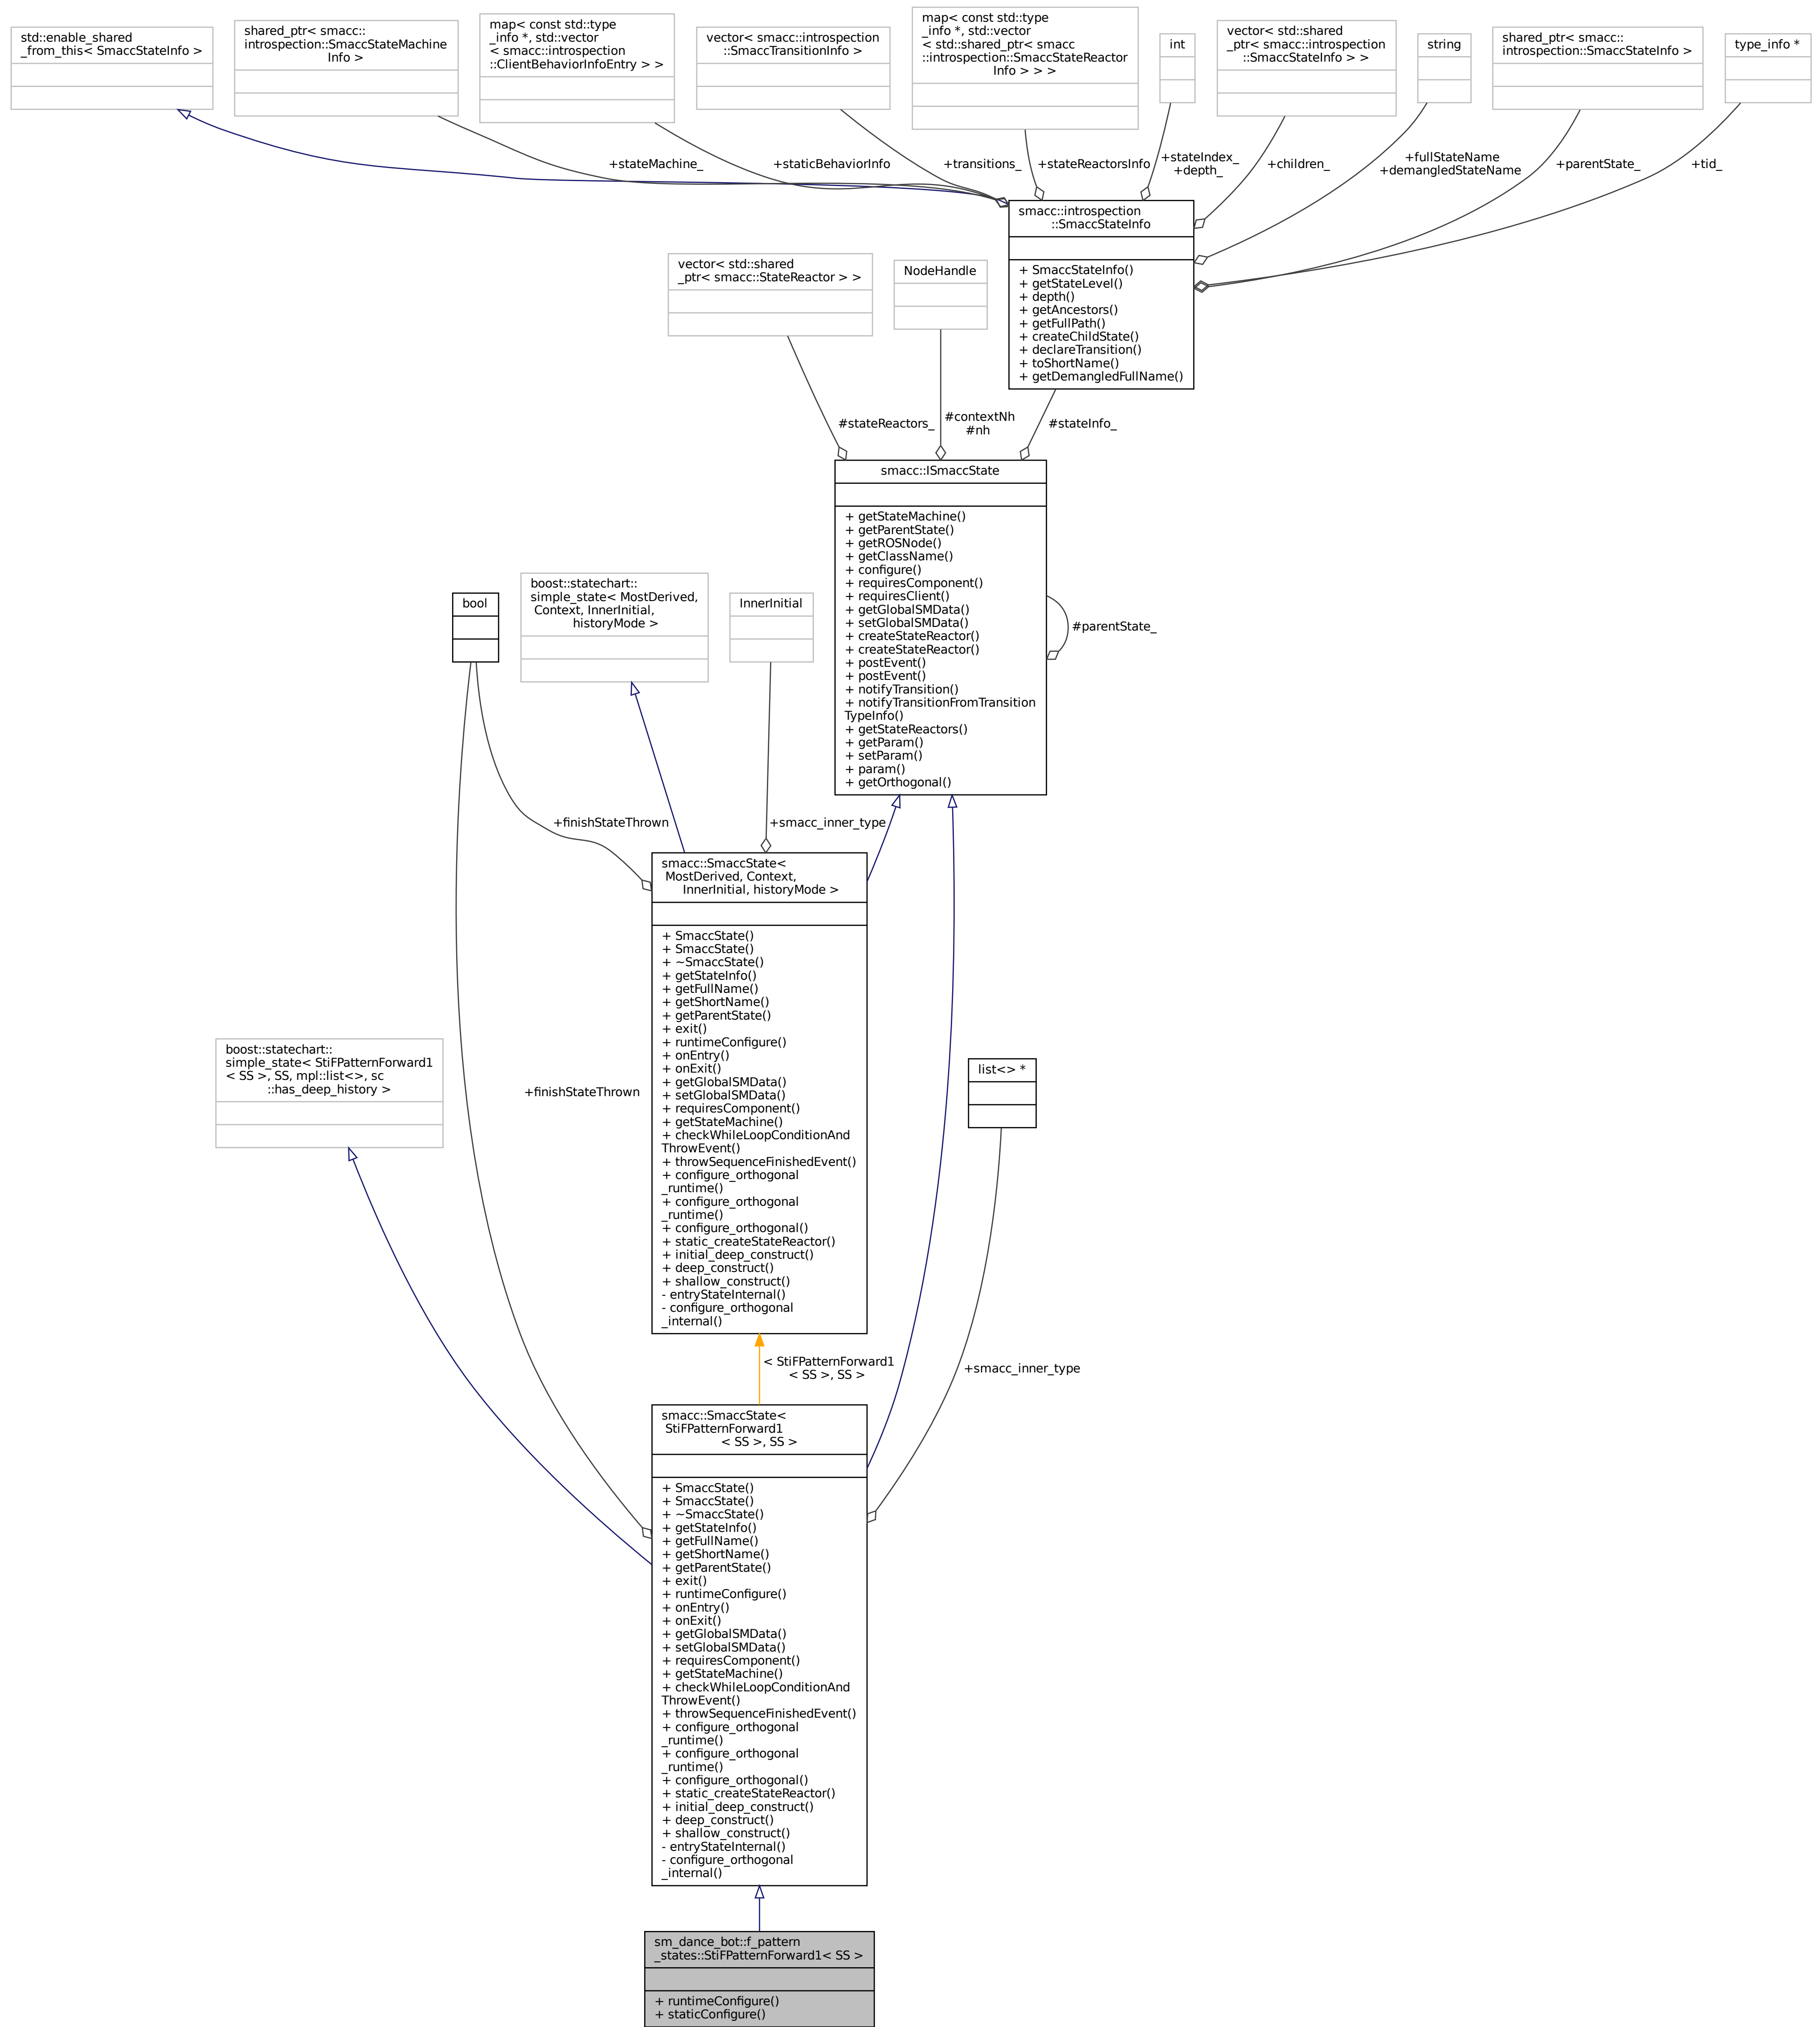 std::enable_shared
_from_this< SmaccStateInfo >
shared_ptr< smacc::
introspection::SmaccStateMachine
Info >
map< const std::type
_info *, std::vector
< smacc::introspection
::ClientBehaviorInfoEntry > >
vector< smacc::introspection
::SmaccTransitionInfo >
map< const std::type
_info *, std::vector
< std::shared_ptr< smacc
::introspection::SmaccStateReactor
Info > > >
int
vector< std::shared
_ptr< smacc::introspection
::SmaccStateInfo > >
string
shared_ptr< smacc::
introspection::SmaccStateInfo >
type_info *
+stateMachine_
+staticBehaviorInfo
+transitions_
+stateReactorsInfo
+stateIndex_
+depth_
+children_
+fullStateName
+demangledStateName
+parentState_
+tid_
smacc::introspection
::SmaccStateInfo
+ SmaccStateInfo()
+ getStateLevel()
+ depth()
+ getAncestors()
+ getFullPath()
+ createChildState()
+ declareTransition()
+ toShortName()
+ getDemangledFullName()
vector< std::shared
_ptr< smacc::StateReactor > >
NodeHandle
#stateReactors_
#contextNh
#nh
#stateInfo_
smacc::ISmaccState
+ getStateMachine()
+ getParentState()
+ getROSNode()
+ getClassName()
+ configure()
+ requiresComponent()
+ requiresClient()
+ getGlobalSMData()
+ setGlobalSMData()
+ createStateReactor()
+ createStateReactor()
+ postEvent()
+ postEvent()
+ notifyTransition()
+ notifyTransitionFromTransition
TypeInfo()
+ getStateReactors()
+ getParam()
+ setParam()
+ param()
+ getOrthogonal()
#parentState_
bool
boost::statechart::
simple_state< MostDerived,
Context, InnerInitial,
historyMode >
InnerInitial
+finishStateThrown
+smacc_inner_type
smacc::SmaccState<
MostDerived, Context,
InnerInitial, historyMode >
+ SmaccState()
+ SmaccState()
+ ~SmaccState()
+ getStateInfo()
+ getFullName()
+ getShortName()
+ getParentState()
+ exit()
+ runtimeConfigure()
+ onEntry()
+ onExit()
+ getGlobalSMData()
+ setGlobalSMData()
+ requiresComponent()
+ getStateMachine()
+ checkWhileLoopConditionAnd
ThrowEvent()
+ throwSequenceFinishedEvent()
+ configure_orthogonal
_runtime()
+ configure_orthogonal
_runtime()
+ configure_orthogonal()
+ static_createStateReactor()
+ initial_deep_construct()
+ deep_construct()
+ shallow_construct()
- entryStateInternal()
- configure_orthogonal
_internal()
boost::statechart::
simple_state< StiFPatternForward1
< SS >, SS, mpl::list<>, sc
::has_deep_history >
+finishStateThrown
list<> *
< StiFPatternForward1
< SS >, SS >
+smacc_inner_type
smacc::SmaccState<
StiFPatternForward1
< SS >, SS >
+ SmaccState()
+ SmaccState()
+ ~SmaccState()
+ getStateInfo()
+ getFullName()
+ getShortName()
+ getParentState()
+ exit()
+ runtimeConfigure()
+ onEntry()
+ onExit()
+ getGlobalSMData()
+ setGlobalSMData()
+ requiresComponent()
+ getStateMachine()
+ checkWhileLoopConditionAnd
ThrowEvent()
+ throwSequenceFinishedEvent()
+ configure_orthogonal
_runtime()
+ configure_orthogonal
_runtime()
+ configure_orthogonal()
+ static_createStateReactor()
+ initial_deep_construct()
+ deep_construct()
+ shallow_construct()
- entryStateInternal()
- configure_orthogonal
_internal()
sm_dance_bot::f_pattern
_states::StiFPatternForward1< SS >
+ runtimeConfigure()
+ staticConfigure()